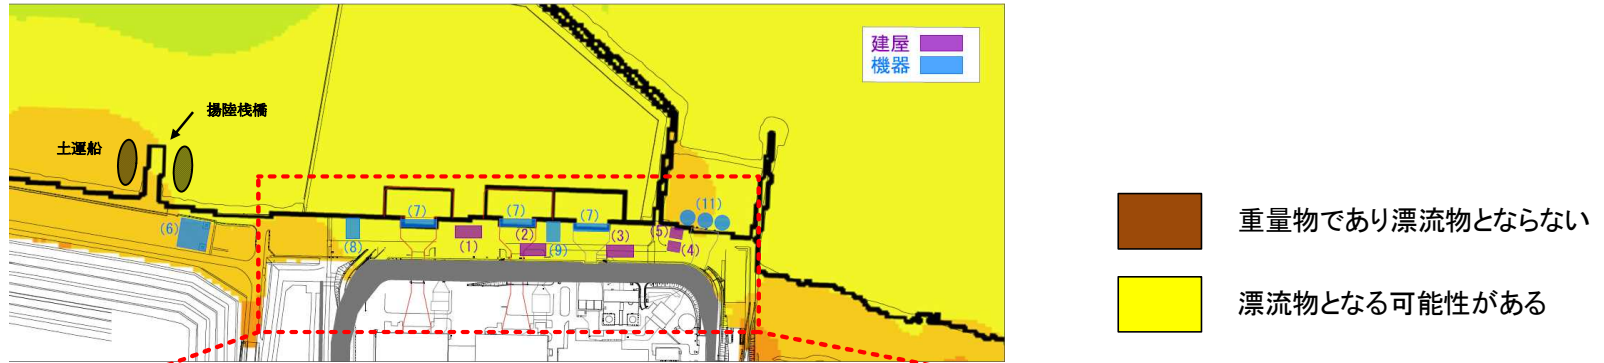 建屋
機器
揚陸桟橋
土運船
(11)
(7)
(7)
(7)
(6)
(8)
(1)
(2)
(9)
(3)
(5)
(4)
重量物であり漂流物とならない
漂流物となる可能性がある